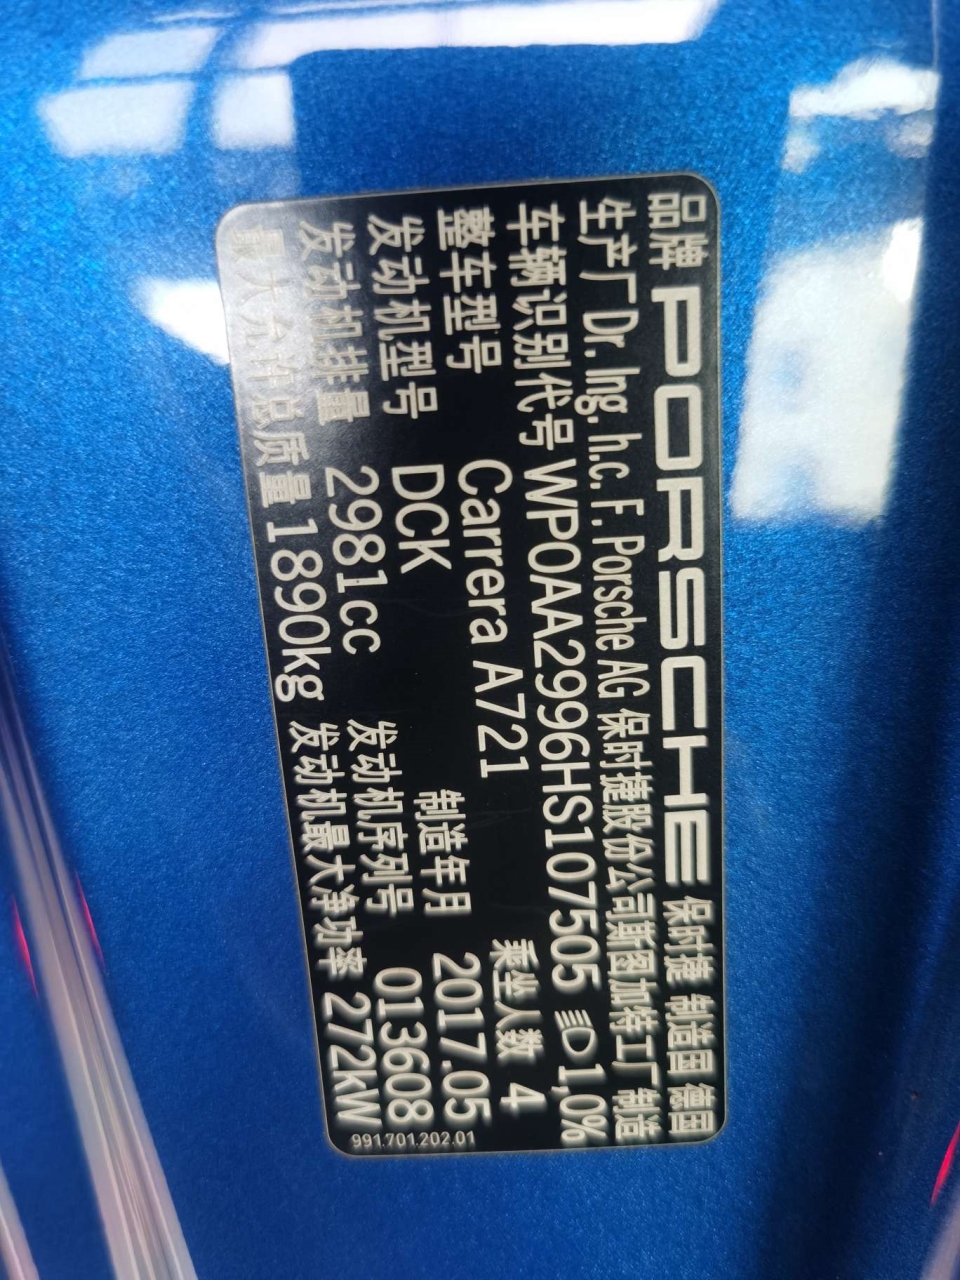 品牌 PORSCHE 保时捷 制造国 德国
生产厂 Dr. Ing. h.c. F. Porsche AG 保时捷股份公司斯图加特工厂 制造
车辆识别代号 WP0AA2996HS107505 1,0%
整车型号 Carrera A721 乘坐人数 4
发动机型号 DCK 制造年月 2017.05
发动机排量 2981cc 发动机序列号 013608
最大允许总质量 1890kg 发动机最大净功率 272kW
991.701.202.01